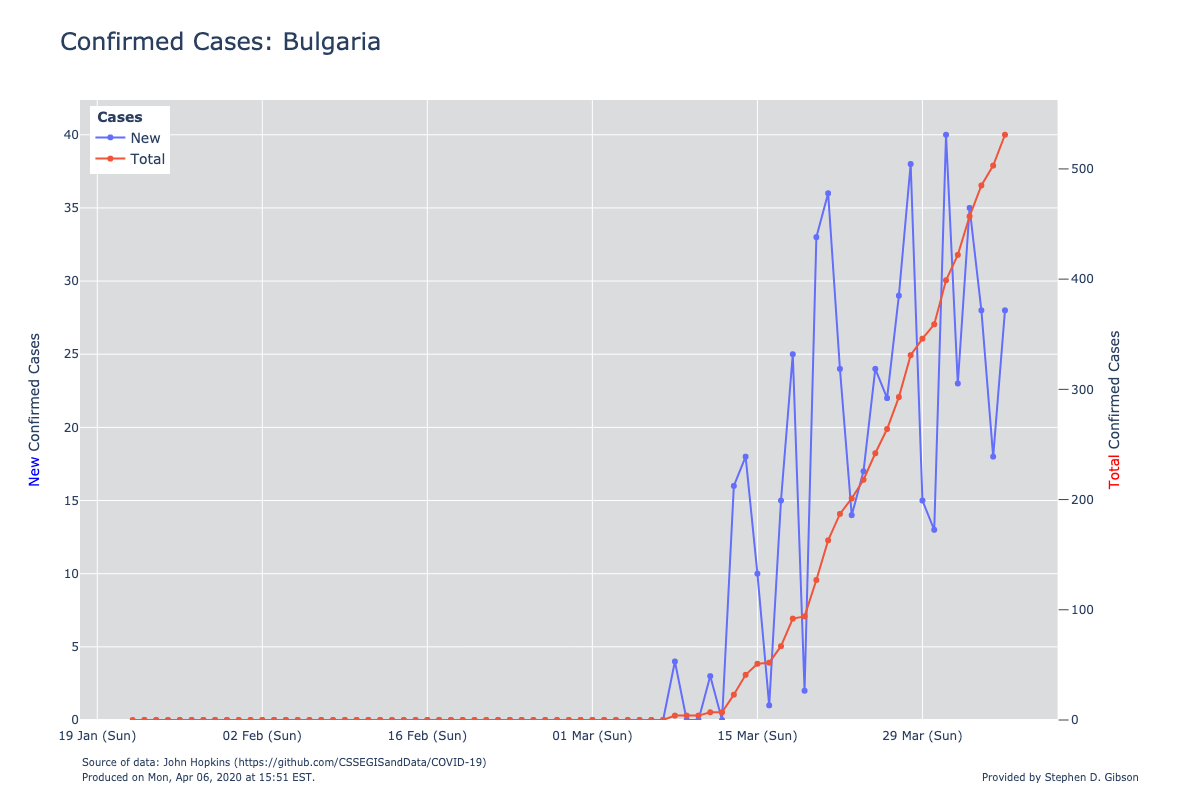 Confirmed Cases: Bulgaria
Cases
New
Total
40
35
30
25
20
15
10
5
0
New Confirmed Cases
500
400
300
200
100
0
Total Confirmed Cases
19 Jan (Sun)
02 Feb (Sun)
16 Feb (Sun)
01 Mar (Sun)
15 Mar (Sun)
29 Mar (Sun)
Source of data: John Hopkins (https://github.com/CSSEGISandData/COVID-19)
Produced on Mon, Apr 06, 2020 at 15:51 EST.
Provided by Stephen D. Gibson